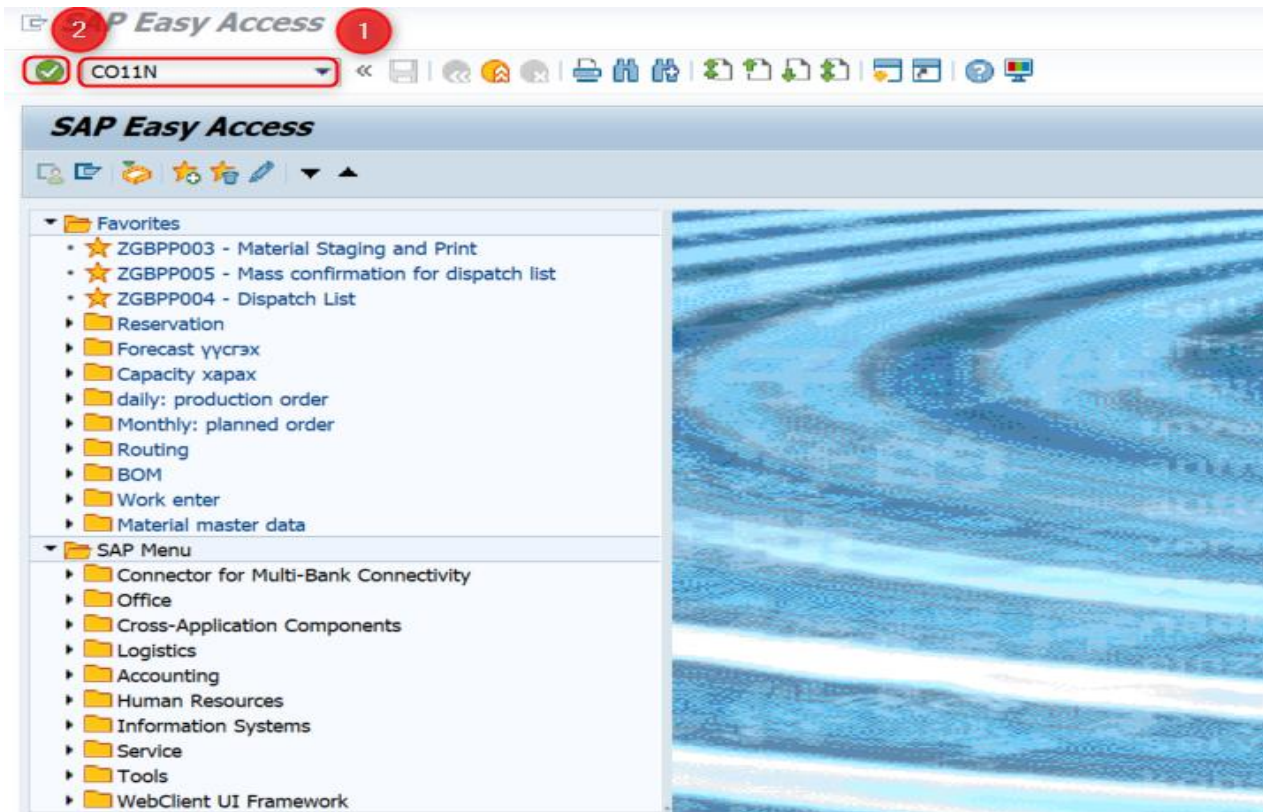 SAP Easy Access
2
1
CO11N
SAP Easy Access
Favorites
ZGBPP003 - Material Staging and Print
ZGBPP005 - Mass confirmation for dispatch list
ZGBPP004 - Dispatch List
Reservation
Forecast үүсгэх
Capacity харах
daily: production order
Monthly: planned order
Routing
BOM
Work enter
Material master data
SAP Menu
Connector for Multi-Bank Connectivity
Office
Cross-Application Components
Logistics
Accounting
Human Resources
Information Systems
Service
Tools
WebClient UI Framework